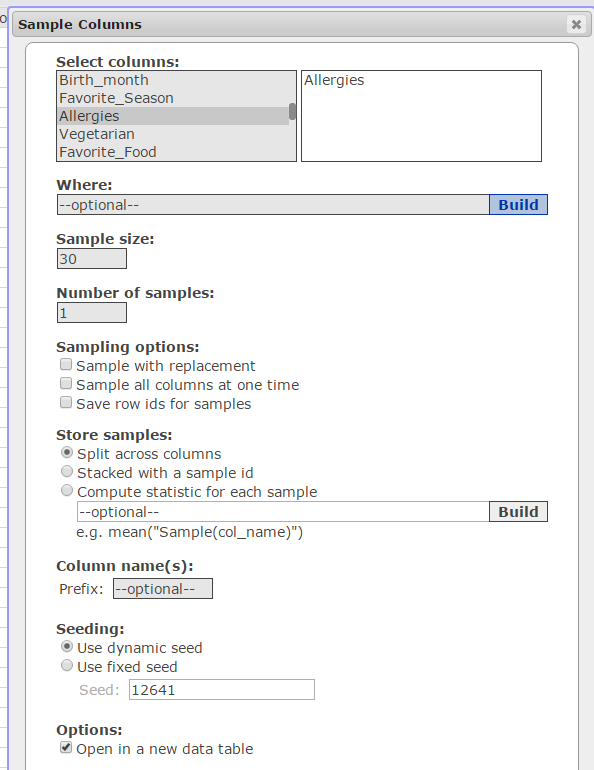 Sample Columns
Select columns:
Birth_month
Favorite_Season
Allergies
Vegetarian
Favorite_Food
Allergies
Where:
--optional--
Build
Sample size:
30
Number of samples:
1
Sampling options:
Sample with replacement
Sample all columns at one time
Save row ids for samples
Store samples:
Split across columns
Stacked with a sample id
Compute statistic for each sample
--optional--
Build
e.g. mean("Sample(col_name)")
Column name(s):
Prefix: --optional--
Seeding:
Use dynamic seed
Use fixed seed
Seed: 12641
Options:
Open in a new data table